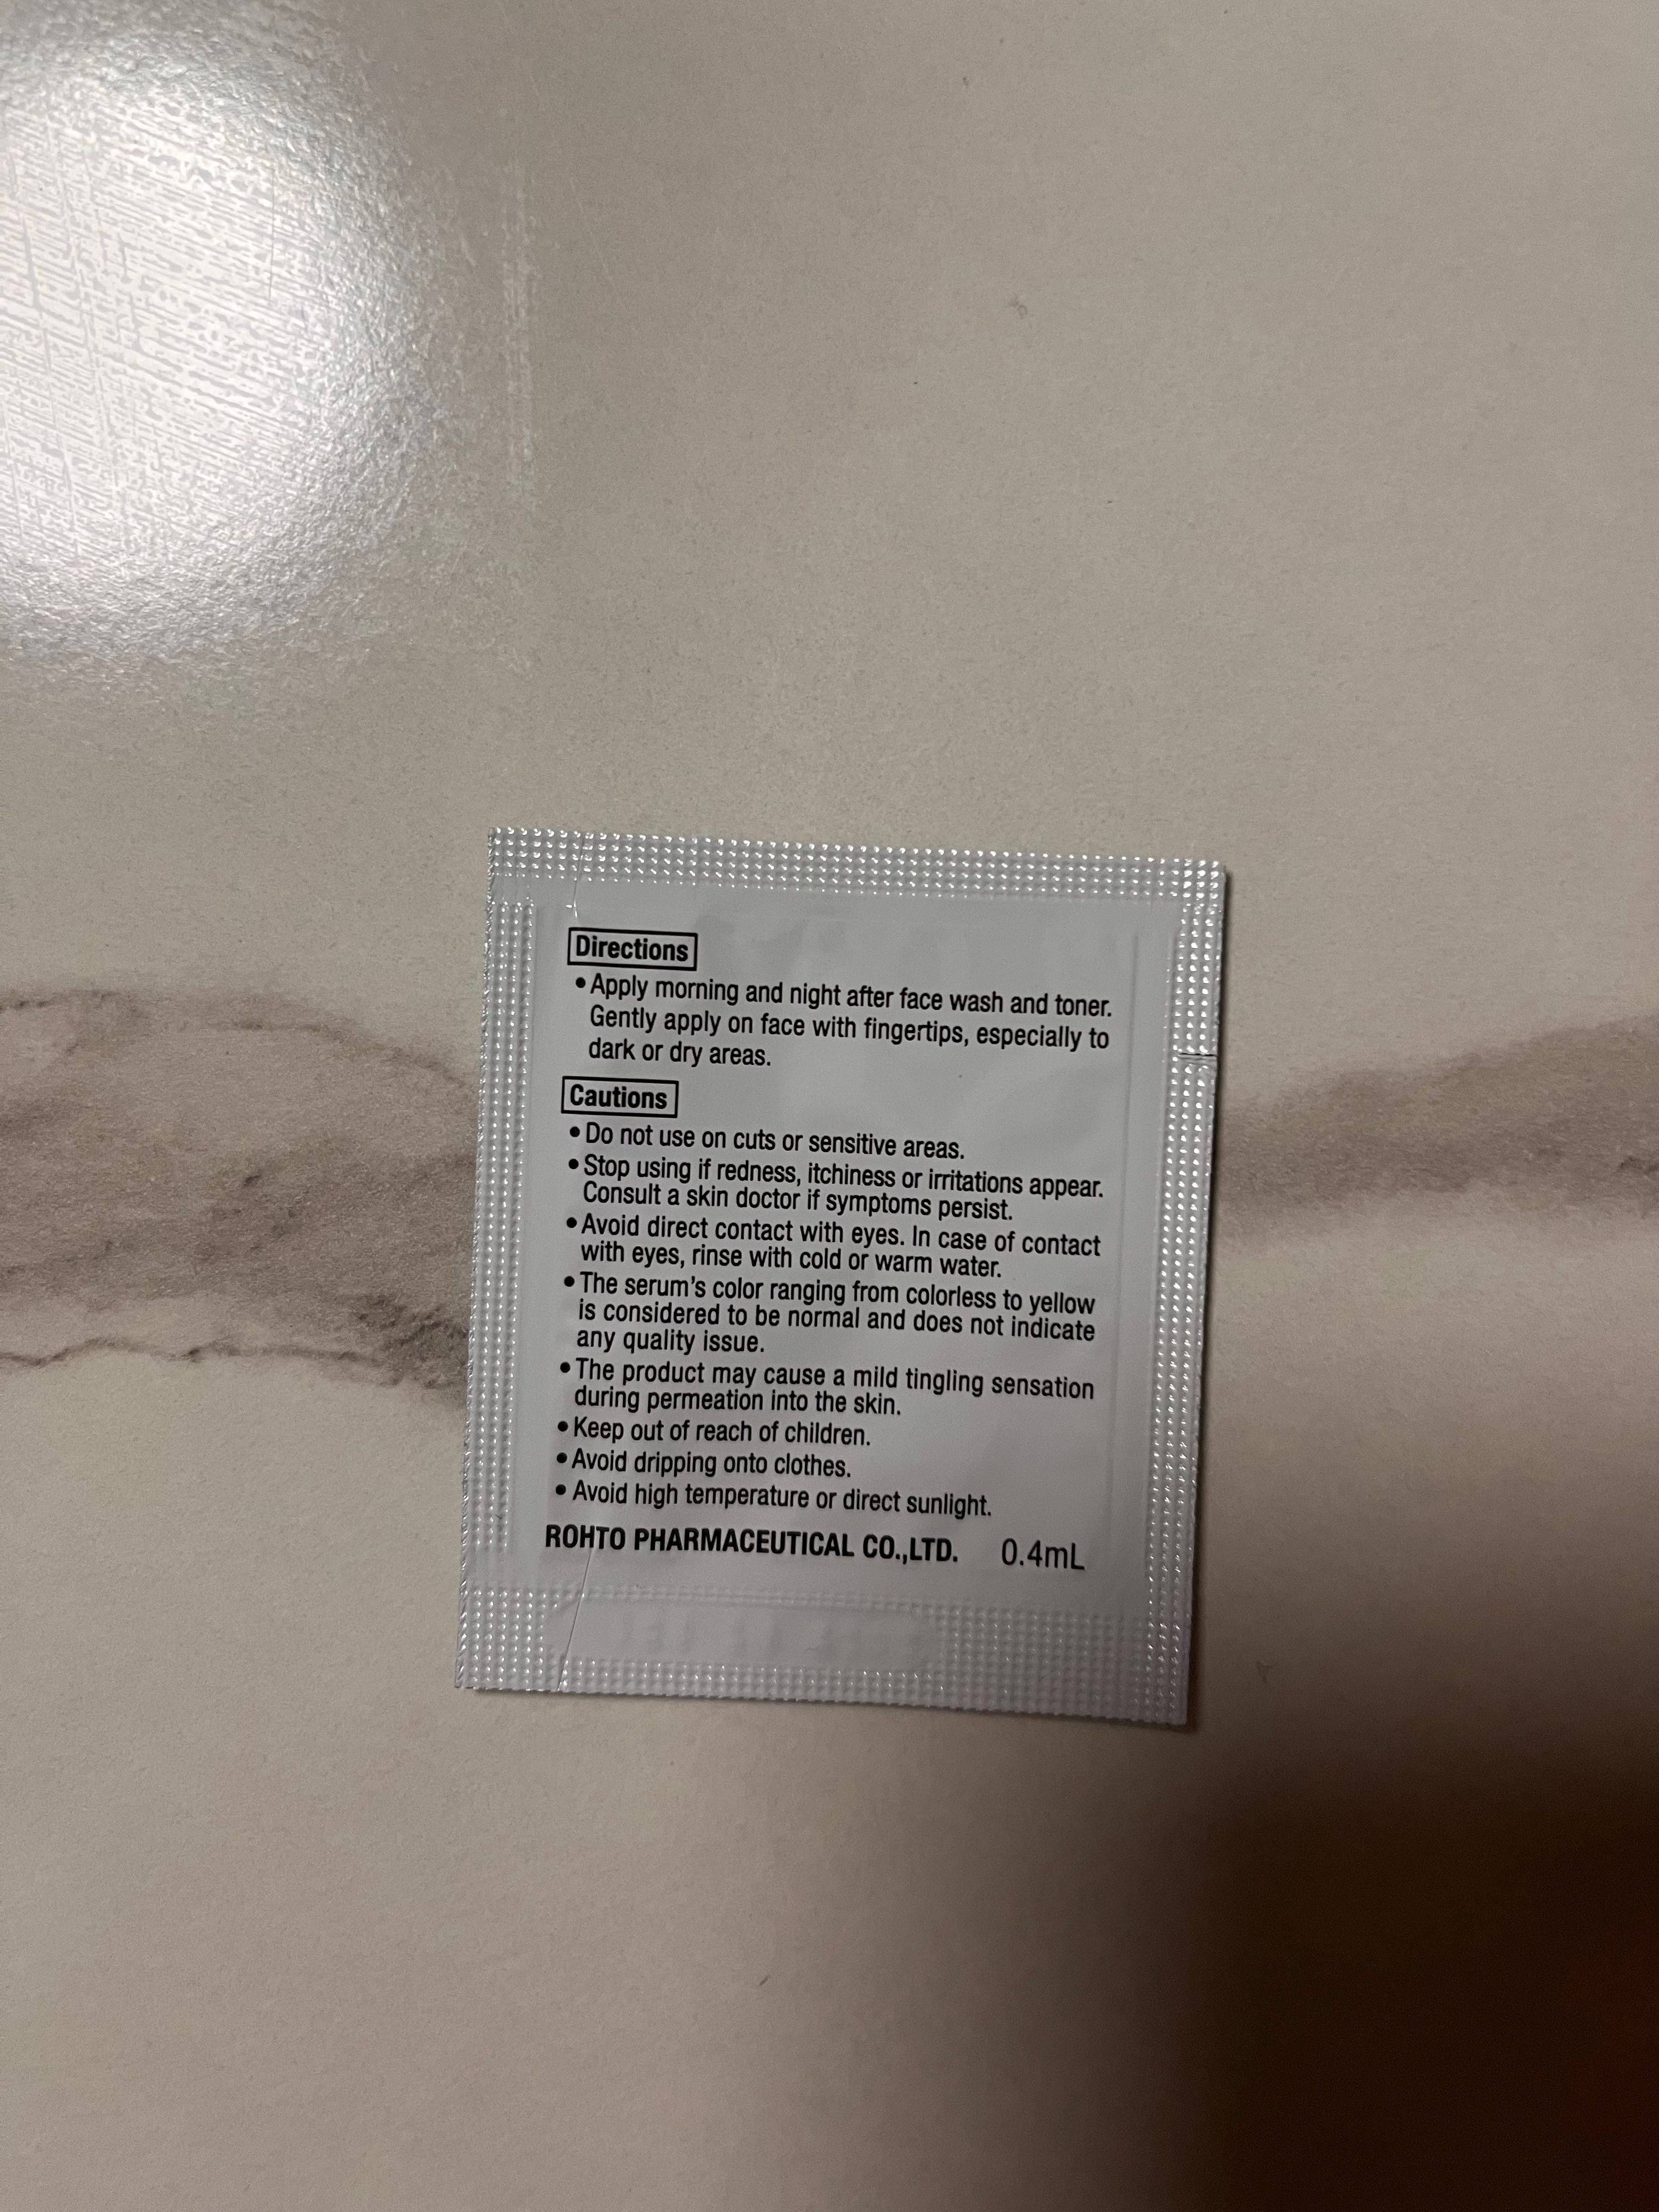 Directions
• Apply morning and night after face wash and toner.
Gently apply on face with fingertips, especially to
dark or dry areas.
Cautions
• Do not use on cuts or sensitive areas.
• Stop using if redness, itchiness or irritations appear.
Consult a skin doctor if symptoms persist.
• Avoid direct contact with eyes. In case of contact
with eyes, rinse with cold or warm water.
• The serum's color ranging from colorless to yellow
is considered to be normal and does not indicate
any quality issue.
• The product may cause a mild tingling sensation
during permeation into the skin.
• Keep out of reach of children.
• Avoid dripping onto clothes.
• Avoid high temperature or direct sunlight.
ROHTO PHARMACEUTICAL CO.,LTD. 0.4mL